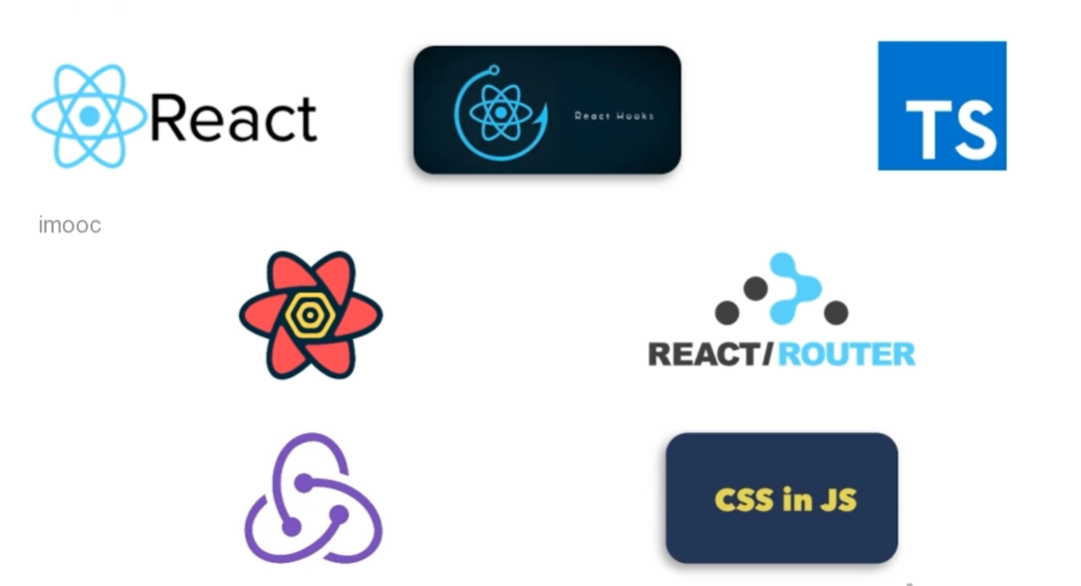 React
React Hooks
TS
imooc
REACT/ROUTER
CSS in JS